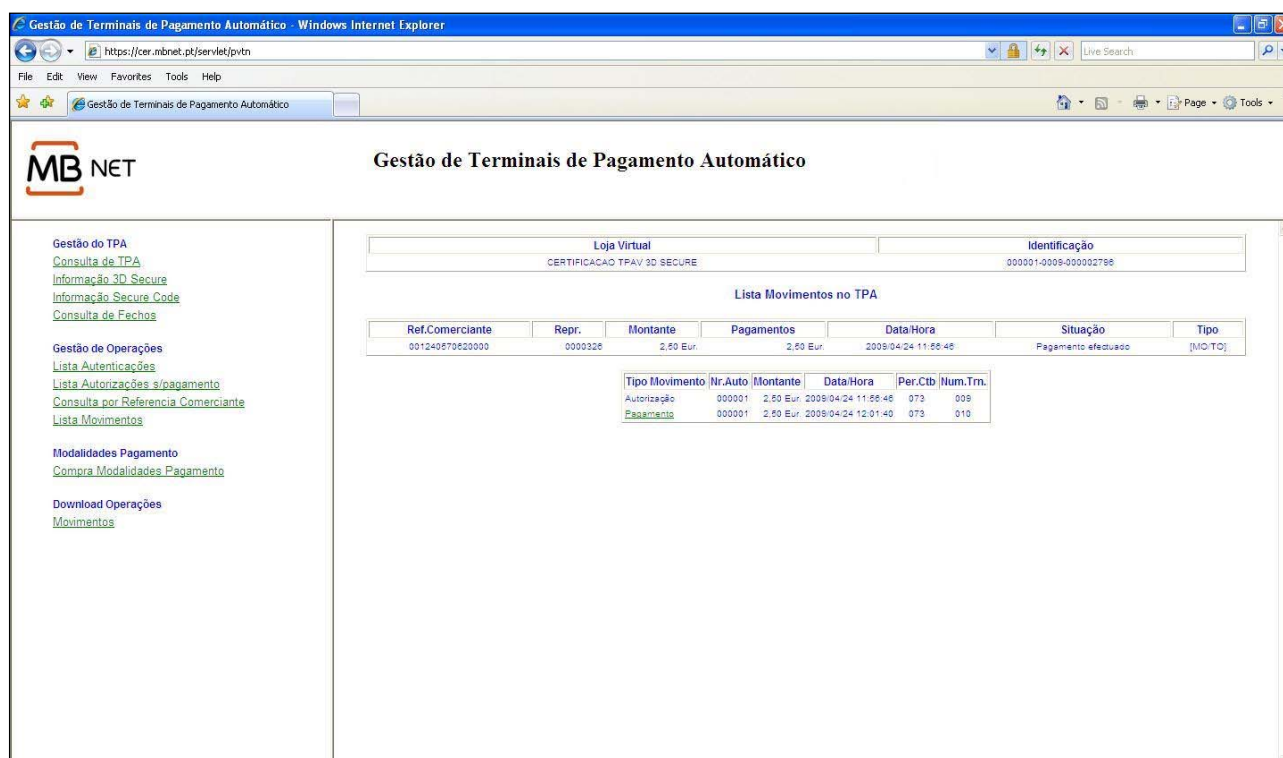 Gestão de Terminais de Pagamento Automático - Windows Internet Explorer
https://cer.mbnet.pt/servlet/pvtn
Live Search
File Edit View Favorites Tools Help
Gestão de Terminais de Pagamento Automático
Page Tools
MB NET
Gestão de Terminais de Pagamento Automático
Gestão do TPA
Consulta de TPA
Informação 3D Secure
Informação Secure Code
Consulta de Fechos
Gestão de Operações
Lista Autenticações
Lista Autorizações s/pagamento
Consulta por Referencia Comerciante
Lista Movimentos
Modalidades Pagamento
Compra Modalidades Pagamento
Download Operações
Movimentos
Loja Virtual Identificação
CERTIFICACAO TPAV 3D SECURE 000001-0009-000002796
Lista Movimentos no TPA
Ref.Comerciante Repr. Montante Pagamentos Data/Hora Situação Tipo
001240570620000 0000326 2,50 Eur. 2,50 Eur. 2009/04/24 11:56:46 Pagamento efectuado [MO/TO]
Tipo Movimento Nr.Auto Montante Data/Hora Per.Ctb Num.Trn.
Autorização 000001 2,50 Eur. 2009/04/24 11:56:46 073 009
Pagamento 000001 2,50 Eur. 2009/04/24 12:01:40 073 010